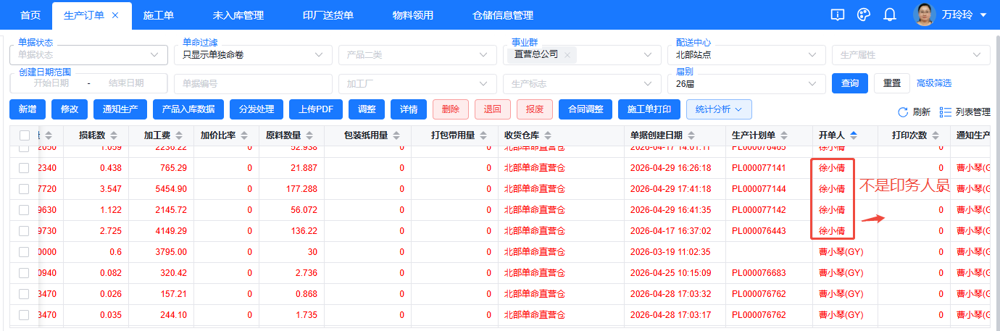 首页 生产订单 × 施工单 未入库管理 印厂送货单 物料领用 仓储信息管理 万玲玲
单据状态 单命过滤 事业群 配送中心
单据状态 只显示单独命卷 产品二类 直营总公司 × 北部站点 生产属性
创建日期范围 届别
开始日期 - 结束日期 单据编号 加工厂 生产标志 26届 查询 重置 高级筛选
新增 修改 通知生产 产品入库数据 分发处理 上传PDF 调整 详情 删除 退回 报废 合同调整 施工单打印 统计分析 刷新 列表管理
损耗数 加工费 加价比率 原料数量 包装纸用量 打包带用量 收货仓库 单据创建日期 生产计划单 开单人 打印次数 通知生产
2050 1.059 2236.22 0 52.938 0 0 北部单命直营仓 2026-04-17 14:01:11 PL000076465 徐小倩 0
2340 0.438 765.29 0 21.887 0 0 北部单命直营仓 2026-04-29 16:26:18 PL000077141 徐小倩 0 曹小琴(G
不是印务人员
7720 3.547 5454.90 0 177.288 0 0 北部单命直营仓 2026-04-29 17:41:18 PL000077144 徐小倩 0 曹小琴(G
9630 1.122 2145.72 0 56.072 0 0 北部单命直营仓 2026-04-29 16:41:35 PL000077142 徐小倩 0 曹小琴(G
9730 2.725 4149.29 0 136.22 0 0 北部单命直营仓 2026-04-17 16:37:02 PL000076443 徐小倩 0 曹小琴(G
0000 0.6 3795.00 0 30 0 0 北部单命直营仓 2026-03-19 11:02:35 曹小琴(GY) 0 曹小琴(G
0940 0.082 320.42 0 2.736 0 0 北部单命直营仓 2026-04-25 10:15:09 PL000076683 曹小琴(GY) 0 曹小琴(G
3470 0.026 157.21 0 0.868 0 0 北部单命直营仓 2026-04-28 17:03:32 PL000076762 曹小琴(GY) 0 曹小琴(G
3470 0.035 244.10 0 1.735 0 0 北部单命直营仓 2026-04-28 17:03:17 PL000076762 曹小琴(GY) 0 曹小琴(G